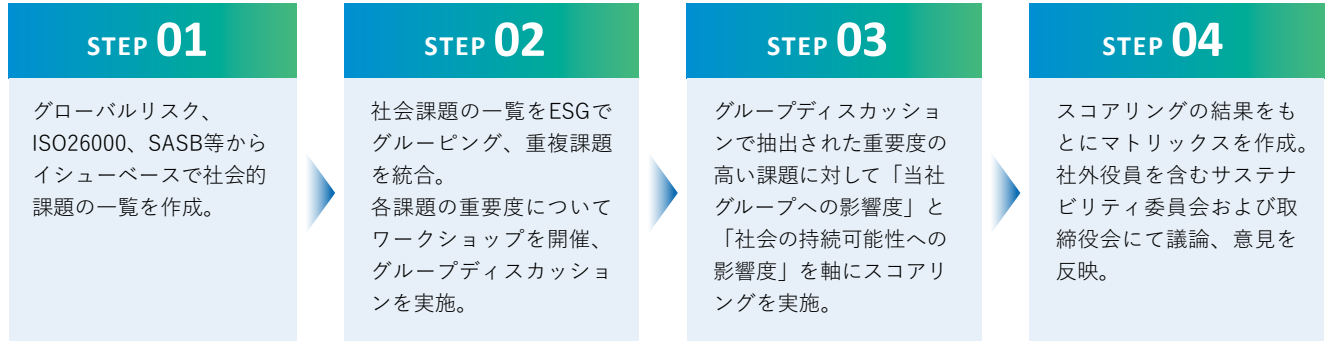 STEP 01
グローバルリスク、
ISO26000、SASB等から
イシューベースで社会的
課題の一覧を作成。
STEP 02
社会課題の一覧をESGで
グルーピング、重複課題
を統合。
各課題の重要度について
ワークショップを開催、
グループディスカッショ
ンを実施。
STEP 03
グループディスカッショ
ンで抽出された重要度の
高い課題に対して「当社
グループへの影響度」と
「社会の持続可能性への
影響度」を軸にスコアリ
ングを実施。
STEP 04
スコアリングの結果をも
とにマトリックスを作成。
社外役員を含むサステナ
ビリティ委員会および取
締役会にて議論、意見を
反映。